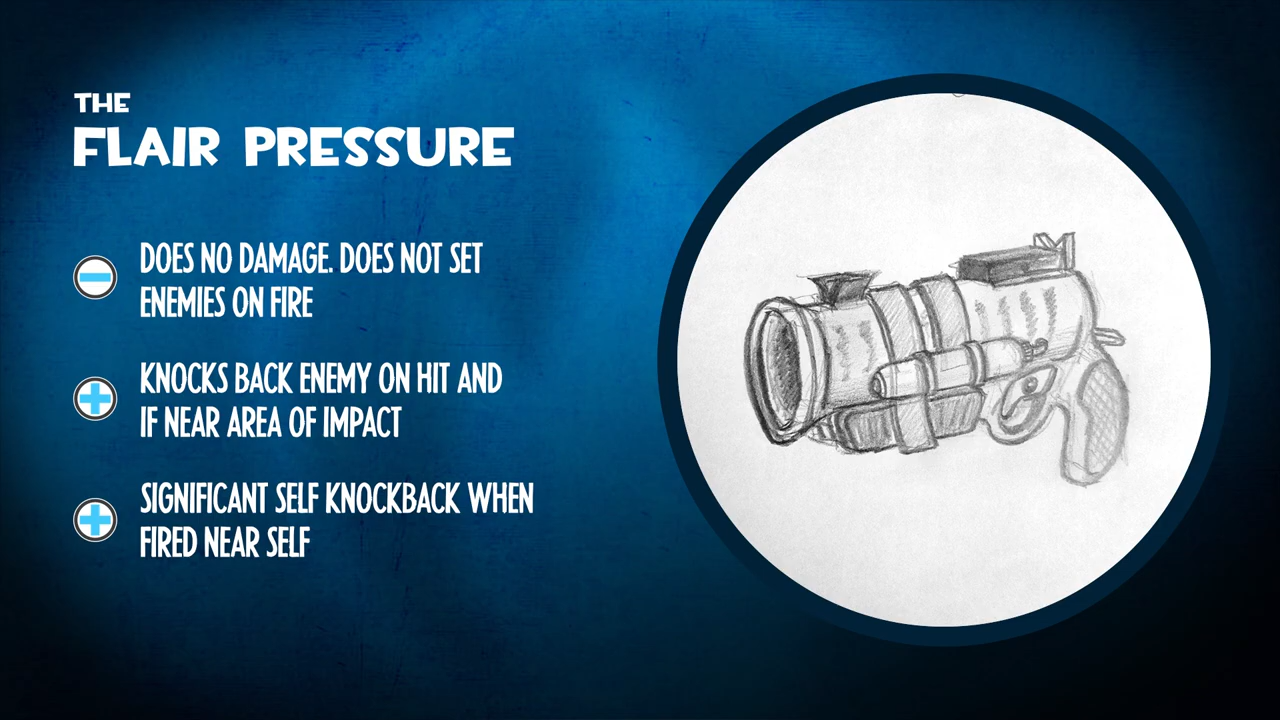 THE
FLAIR PRESSURE
DOES NO DAMAGE. DOES NOT SET
ENEMIES ON FIRE
KNOCKS BACK ENEMY ON HIT AND
IF NEAR AREA OF IMPACT
SIGNIFICANT SELF KNOCKBACK WHEN
FIRED NEAR SELF